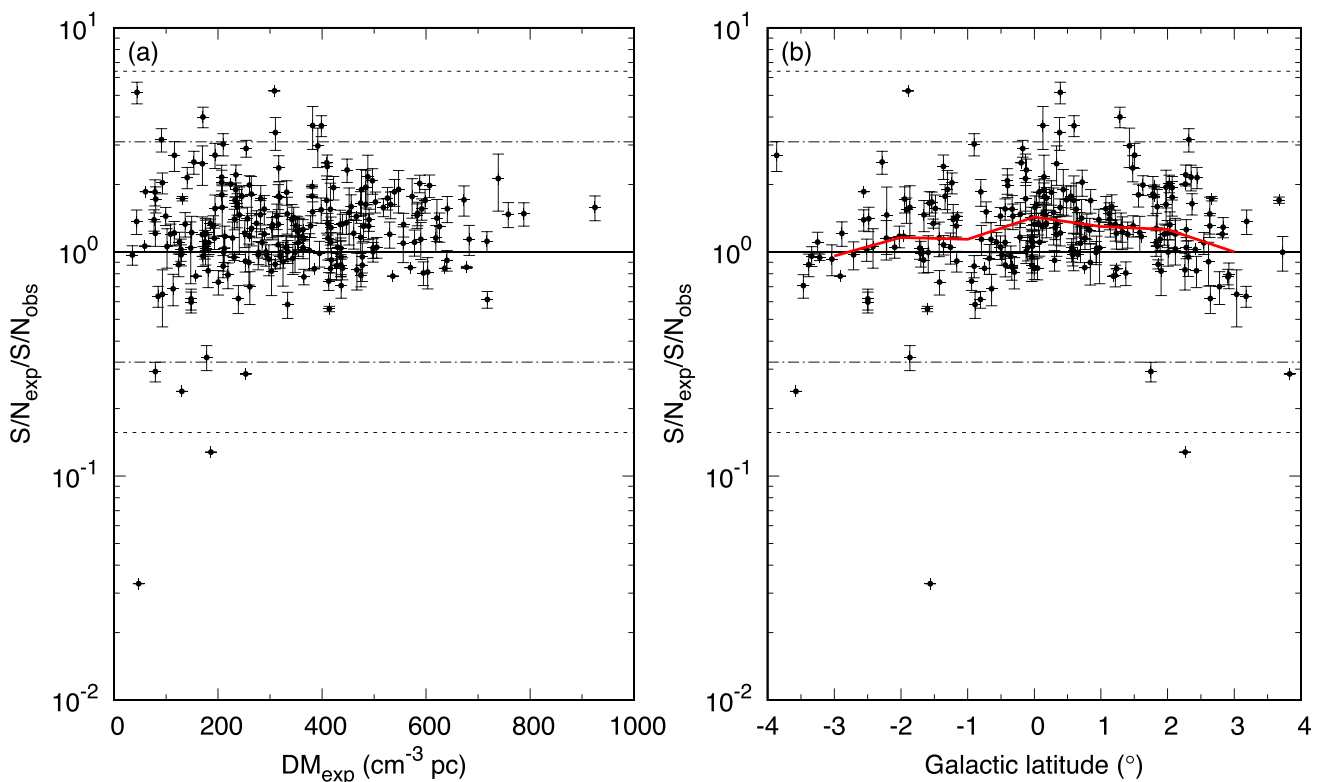 (a)
10^1
10^0
10^-1
10^-2
S/N_exp/S/N_obs
0 200 400 600 800 1000
DM_exp (cm^-3 pc)
(b)
10^1
10^0
10^-1
10^-2
S/N_exp/S/N_obs
-4 -3 -2 -1 0 1 2 3 4
Galactic latitude (°)